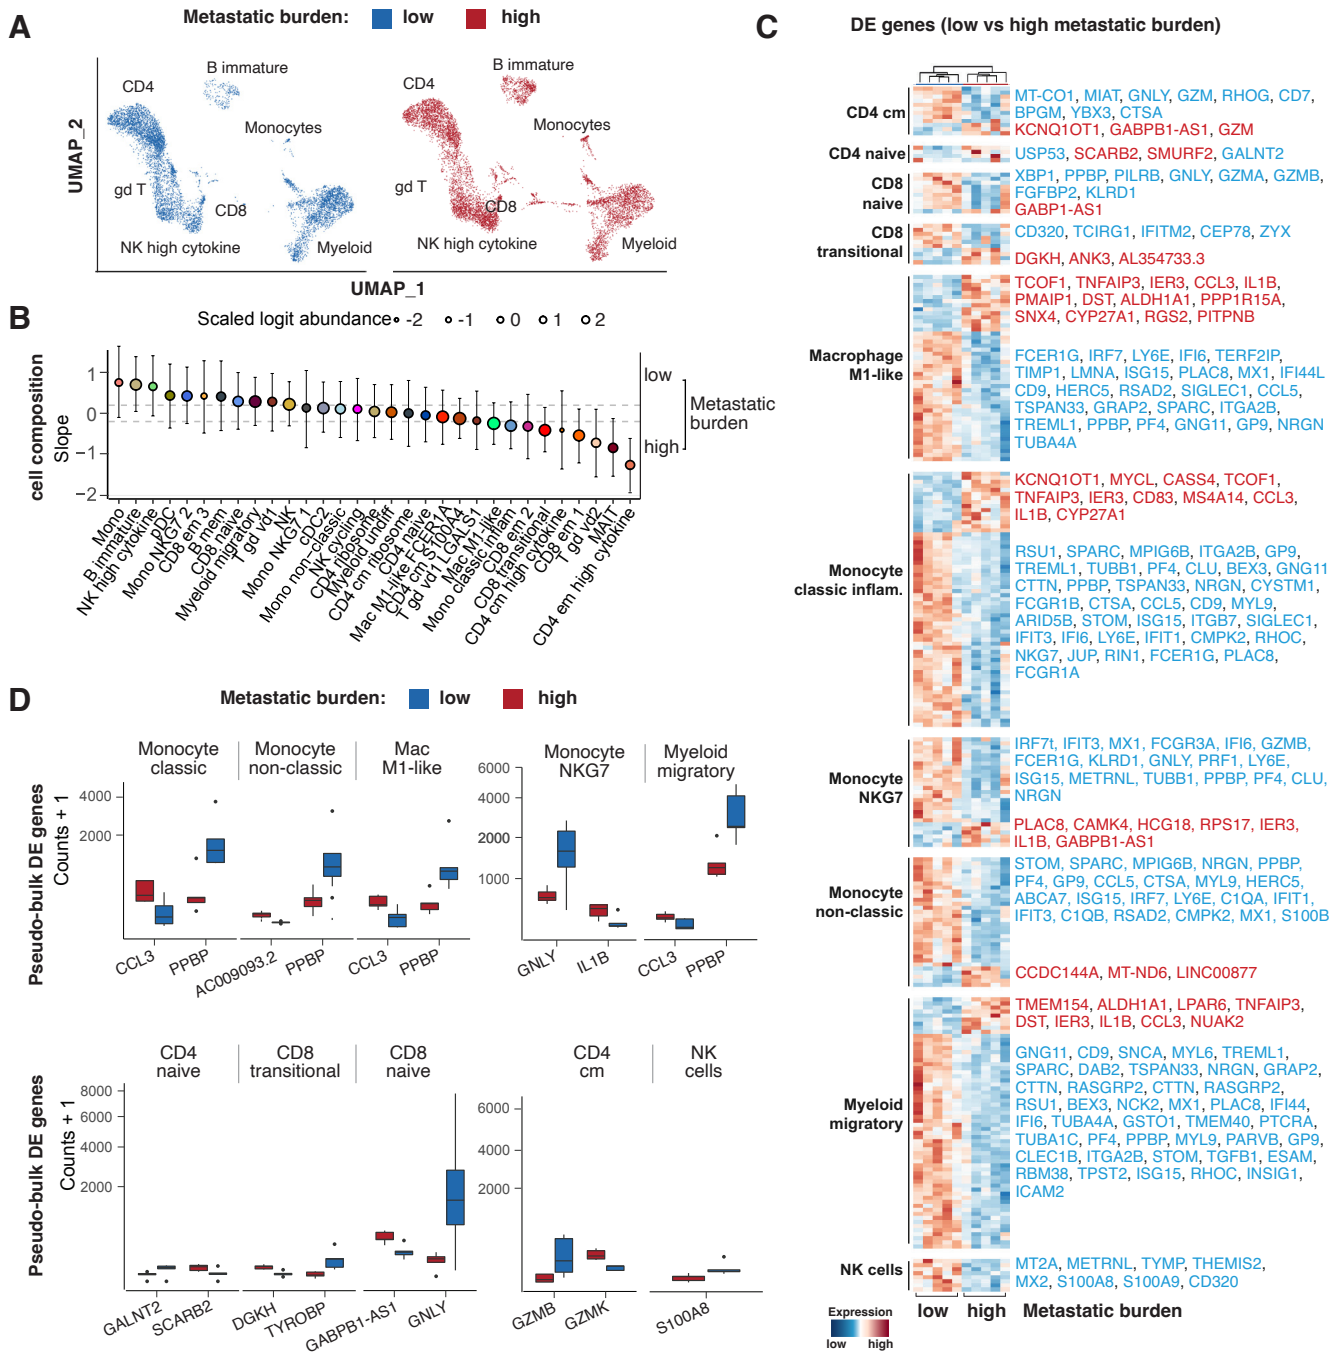 A
Metastatic burden: low high
CD4
B immature
Monocytes
gd T
CD8
NK high cytokine
Myeloid
B immature
CD4
Monocytes
gd T
CD8
NK high cytokine
Myeloid
UMAP_2
UMAP_1
B
Scaled logit abundance -2 -1 0 1 2
cell composition
Slope
1
0
−1
−2
low
Metastatic
burden
high
Mono
B immature
NK high cytokine
pDC
Mono NKG7 2
CD8 em 3
B mem
CD8 naive
Myeloid migratory
T gd vd1
NK
Mono NKG7 1
cDC2
Mono non−classic
NK cycling
CD4 ribosome
Myeloid undiff
CD4 cm ribosome
CD4 naive
Mac M1−like FCER1A
CD4 cm S100A4
T gd vd1 LGALS1
Mac M1−like
Mono classic inflam
CD8 em 2
CD8 transitional
CD4 cm high cytokine
CD8 em 1
T gd vd2
MAIT
CD4 em high cytokine
C
DE genes (low vs high metastatic burden)
CD4 cm
MT-CO1, MIAT, GNLY, GZM, RHOG, CD7,
BPGM, YBX3, CTSA
KCNQ1OT1, GABPB1-AS1, GZM
CD4 naive
USP53, SCARB2, SMURF2, GALNT2
CD8
naive
XBP1, PPBP, PILRB, GNLY, GZMA, GZMB,
FGFBP2, KLRD1
GABP1-AS1
CD8
transitional
CD320, TCIRG1, IFITM2, CEP78, ZYX
DGKH, ANK3, AL354733.3
Macrophage
M1-like
TCOF1, TNFAIP3, IER3, CCL3, IL1B,
PMAIP1, DST, ALDH1A1, PPP1R15A,
SNX4, CYP27A1, RGS2, PITPNB
FCER1G, IRF7, LY6E, IFI6, TERF2IP,
TIMP1, LMNA, ISG15, PLAC8, MX1, IFI44L
CD9, HERC5, RSAD2, SIGLEC1, CCL5,
TSPAN33, GRAP2, SPARC, ITGA2B,
TREML1, PPBP, PF4, GNG11, GP9, NRGN
TUBA4A
Monocyte
classic inflam.
KCNQ1OT1, MYCL, CASS4, TCOF1,
TNFAIP3, IER3, CD83, MS4A14, CCL3,
IL1B, CYP27A1
RSU1, SPARC, MPIG6B, ITGA2B, GP9,
TREML1, TUBB1, PF4, CLU, BEX3, GNG11
CTTN, PPBP, TSPAN33, NRGN, CYSTM1,
FCGR1B, CTSA, CCL5, CD9, MYL9,
ARID5B, STOM, ISG15, ITGB7, SIGLEC1,
IFIT3, IFI6, LY6E, IFIT1, CMPK2, RHOC,
NKG7, JUP, RIN1, FCER1G, PLAC8,
FCGR1A
Monocyte
NKG7
IRF7t, IFIT3, MX1, FCGR3A, IFI6, GZMB,
FCER1G, KLRD1, GNLY, PRF1, LY6E,
ISG15, METRNL, TUBB1, PPBP, PF4, CLU,
NRGN
PLAC8, CAMK4, HCG18, RPS17, IER3,
IL1B, GABPB1-AS1
Monocyte
non-classic
STOM, SPARC, MPIG6B, NRGN, PPBP,
PF4, GP9, CCL5, CTSA, MYL9, HERC5,
ABCA7, ISG15, IRF7, LY6E, C1QA, IFIT1,
IFIT3, C1QB, RSAD2, CMPK2, MX1, S100B
CCDC144A, MT-ND6, LINC00877
Myeloid
migratory
TMEM154, ALDH1A1, LPAR6, TNFAIP3,
DST, IER3, IL1B, CCL3, NUAK2
GNG11, CD9, SNCA, MYL6, TREML1,
SPARC, DAB2, TSPAN33, NRGN, GRAP2,
CTTN, RASGRP2, CTTN, RASGRP2,
RSU1, BEX3, NCK2, MX1, PLAC8, IFI44,
IFI6, TUBA4A, GSTO1, TMEM40, PTCRA,
TUBA1C, PF4, PPBP, MYL9, PARVB, GP9,
CLEC1B, ITGA2B, STOM, TGFB1, ESAM,
RBM38, TPST2, ISG15, RHOC, INSIG1,
ICAM2
NK cells
MT2A, METRNL, TYMP, THEMIS2,
MX2, S100A8, S100A9, CD320
Expression
low high
low high Metastatic burden
D
Metastatic burden: low high
Pseudo-bulk DE genes
Counts + 1
Monocyte
classic
Monocyte
non-classic
Mac
M1-like
4000
2000
CCL3 PPBP AC009093.2 PPBP CCL3 PPBP
Monocyte
NKG7
Myeloid
migratory
6000
4000
2000
1000
GNLY IL1B CCL3 PPBP
Pseudo-bulk DE genes
Counts + 1
CD4
naive
CD8
transitional
CD8
naive
8000
6000
4000
2000
GALNT2 SCARB2 DGKH TYROBP GABPB1-AS1 GNLY
CD4
cm
NK
cells
6000
4000
2000
GZMB GZMK S100A8